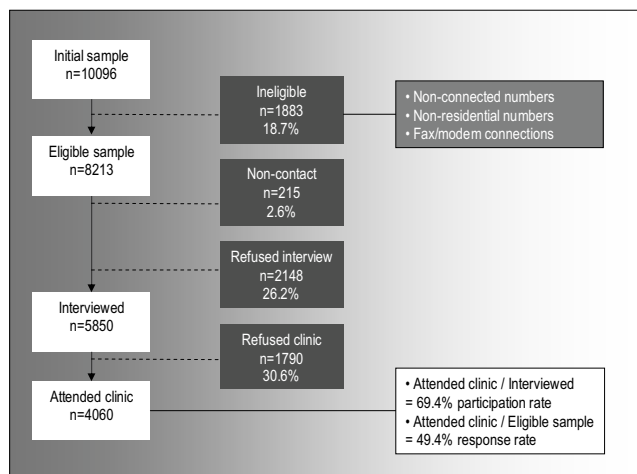 Initial sample
n=10096
Ineligible
n=1883
18.7%
• Non-connected numbers
• Non-residential numbers
• Fax/modem connections
Eligible sample
n=8213
Non-contact
n=215
2.6%
Refused interview
n=2148
26.2%
Interviewed
n=5850
Refused clinic
n=1790
30.6%
Attended clinic
n=4060
• Attended clinic / Interviewed
= 69.4% participation rate
• Attended clinic / Eligible sample
= 49.4% response rate